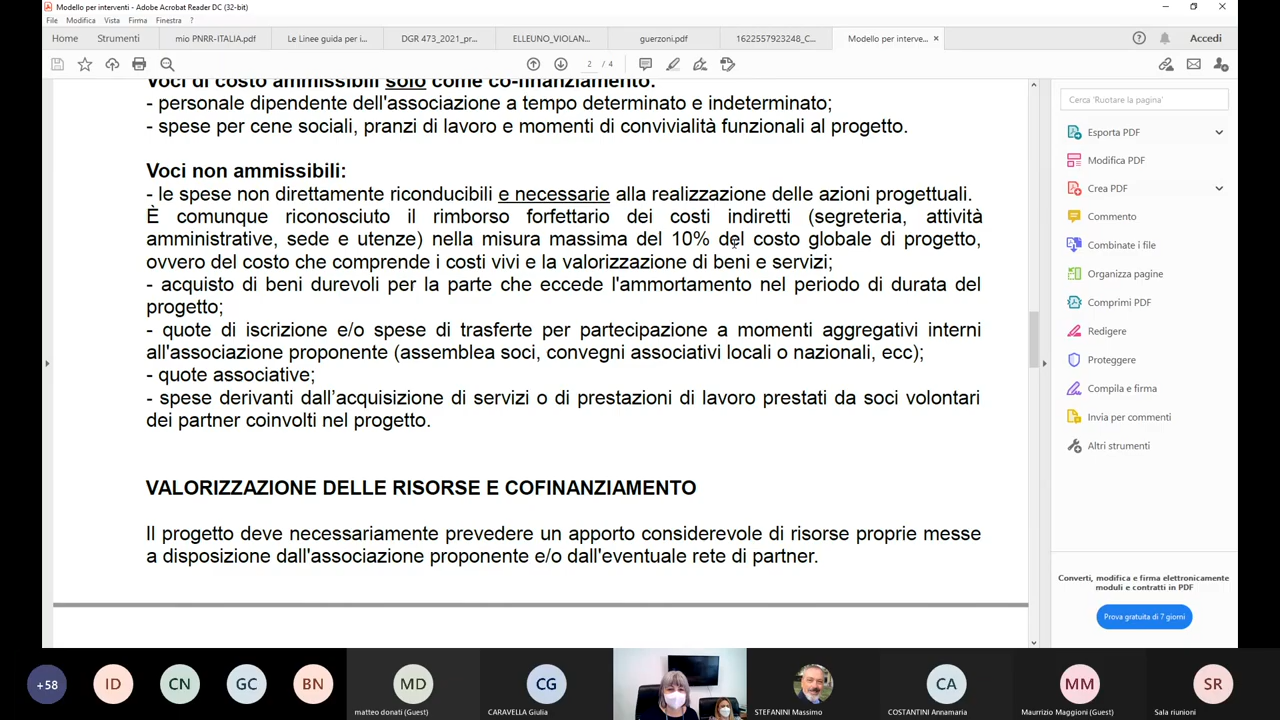 Modello per interventi - Adobe Acrobat Reader DC (32-bit)
File Modifica Vista Firma Finestra ?
Home Strumenti mio PNRR-ITALIA.pdf Le Linee guida per i... DGR 473_2021_pr... ELLEUNO_VIOLAN... guerzoni.pdf 1622557923248_C... Modello per interve... × Accedi
2 / 4
Voci di costo ammissibili solo come co-finanziamento:
- personale dipendente dell'associazione a tempo determinato e indeterminato;
- spese per cene sociali, pranzi di lavoro e momenti di convivialità funzionali al progetto.
Voci non ammissibili:
- le spese non direttamente riconducibili e necessarie alla realizzazione delle azioni progettuali.
È comunque riconosciuto il rimborso forfettario dei costi indiretti (segreteria, attività
amministrative, sede e utenze) nella misura massima del 10% del costo globale di progetto,
ovvero del costo che comprende i costi vivi e la valorizzazione di beni e servizi;
- acquisto di beni durevoli per la parte che eccede l'ammortamento nel periodo di durata del
progetto;
- quote di iscrizione e/o spese di trasferte per partecipazione a momenti aggregativi interni
all'associazione proponente (assemblea soci, convegni associativi locali o nazionali, ecc);
- quote associative;
- spese derivanti dall’acquisizione di servizi o di prestazioni di lavoro prestati da soci volontari
dei partner coinvolti nel progetto.
VALORIZZAZIONE DELLE RISORSE E COFINANZIAMENTO
Il progetto deve necessariamente prevedere un apporto considerevole di risorse proprie messe
a disposizione dall'associazione proponente e/o dall'eventuale rete di partner.
Cerca 'Ruotare la pagina'
Esporta PDF
Modifica PDF
Crea PDF
Commento
Combinate i file
Organizza pagine
Comprimi PDF
Redigere
Proteggere
Compila e firma
Invia per commenti
Altri strumenti
Converti, modifica e firma elettronicamente
moduli e contratti in PDF
Prova gratuita di 7 giorni
+58 ID CN GC BN MD CG CA MM SR
matteo donati (Guest) CARAVELLA Giulia STEFANINI Massimo COSTANTINI Annamaria Maurizio Maggioni (Guest) Sala riunioni